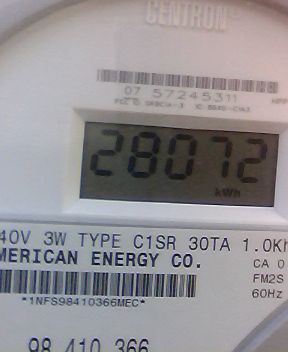 CENTRON®
07 57245311
28072
kWh
40V 3W TYPE C1SR 30TA 1.0Kh
MERICAN ENERGY CO.
CA 0
FM2S
60Hz
*1NFS98410366MEC*
98 410 366